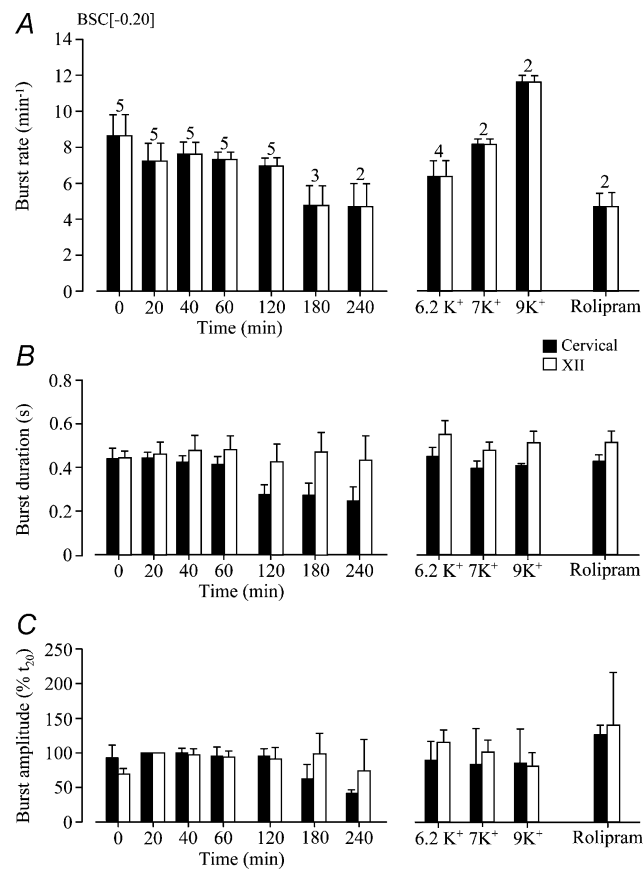 A
BSC[-0.20]
Burst rate (min⁻¹)
14
12
10
8
6
4
2
0
5 5 5 5 5 3 2 4 2 2 2
0 20 40 60 120 180 240 6.2 K⁺ 7K⁺ 9K⁺ Rolipram
Time (min)
Cervical
XII
B
Burst duration (s)
0.8
0.6
0.4
0.2
0
0 20 40 60 120 180 240 6.2 K⁺ 7K⁺ 9K⁺ Rolipram
Time (min)
C
Burst amplitude (% t₂₀)
250
200
150
100
50
0
0 20 40 60 120 180 240 6.2 K⁺ 7K⁺ 9K⁺ Rolipram
Time (min)